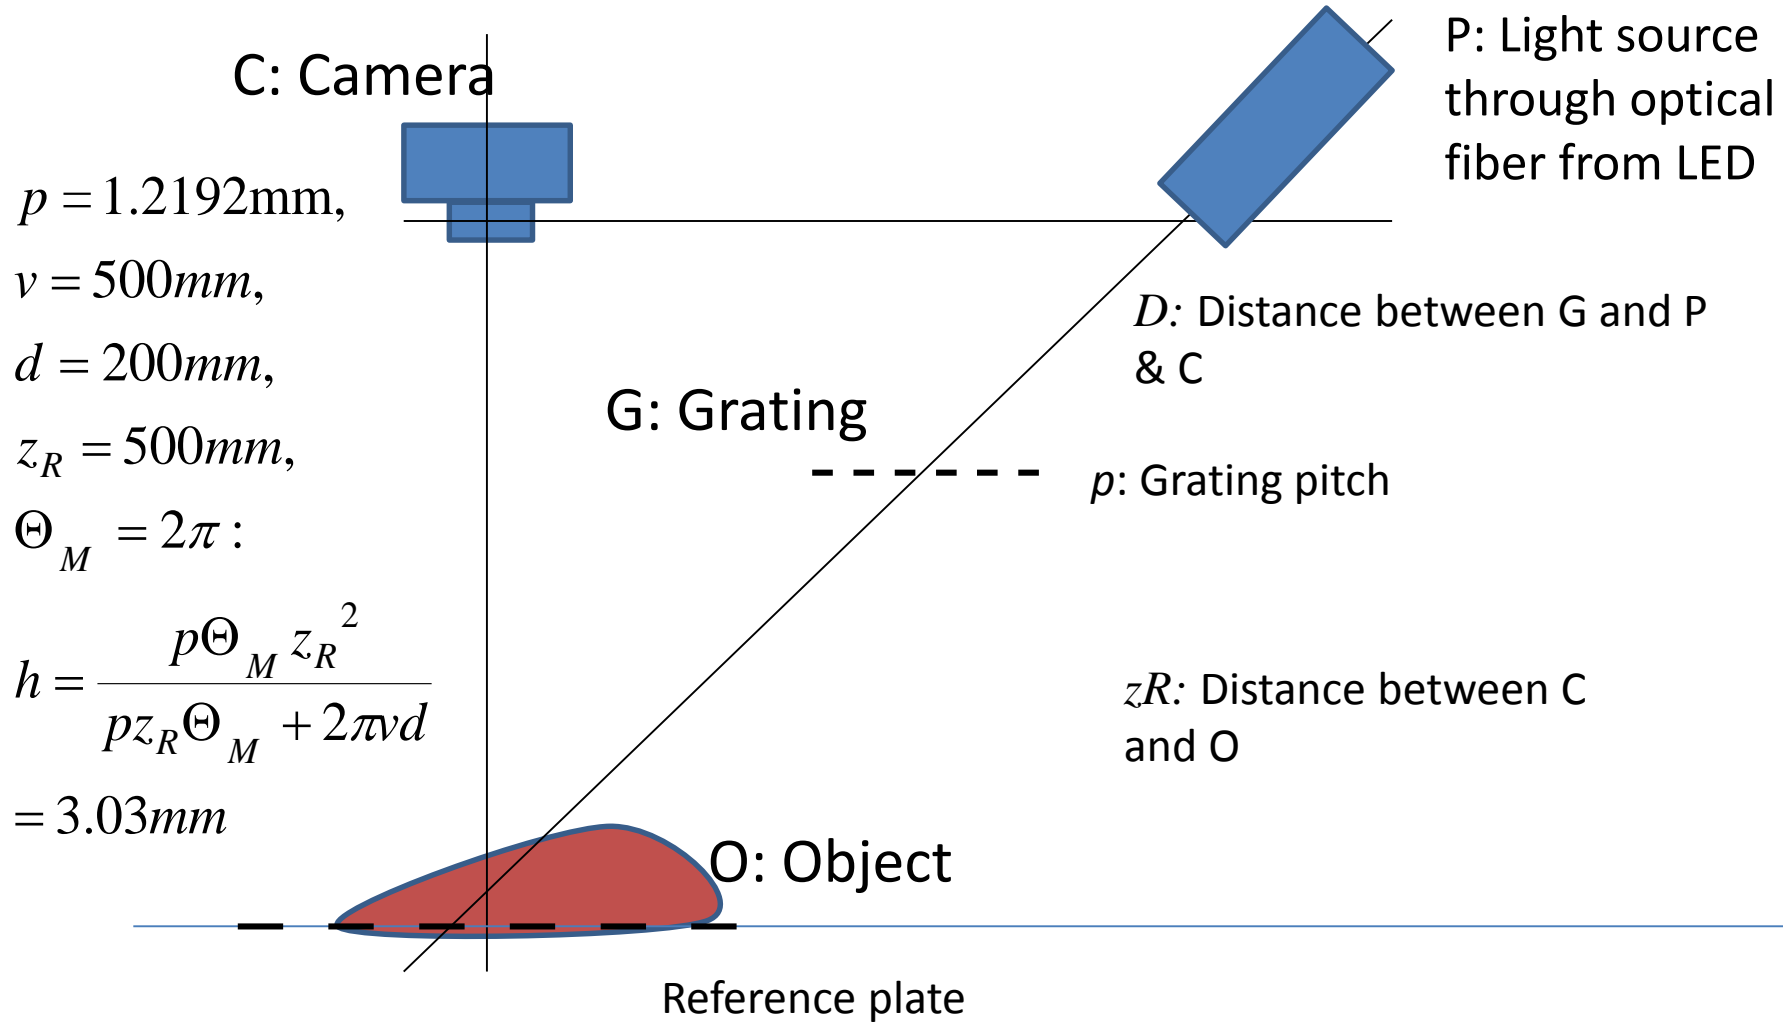 C: Camera
P: Light source
through optical
fiber from LED
p = 1.2192mm,
v = 500mm,
d = 200mm,
z_R = 500mm,
Θ_M = 2π :
h = \frac{pΘ_M z_R^2}{pz_RΘ_M + 2πvd}
= 3.03mm
D: Distance between G and P
& C
G: Grating
p: Grating pitch
zR: Distance between C
and O
O: Object
Reference plate